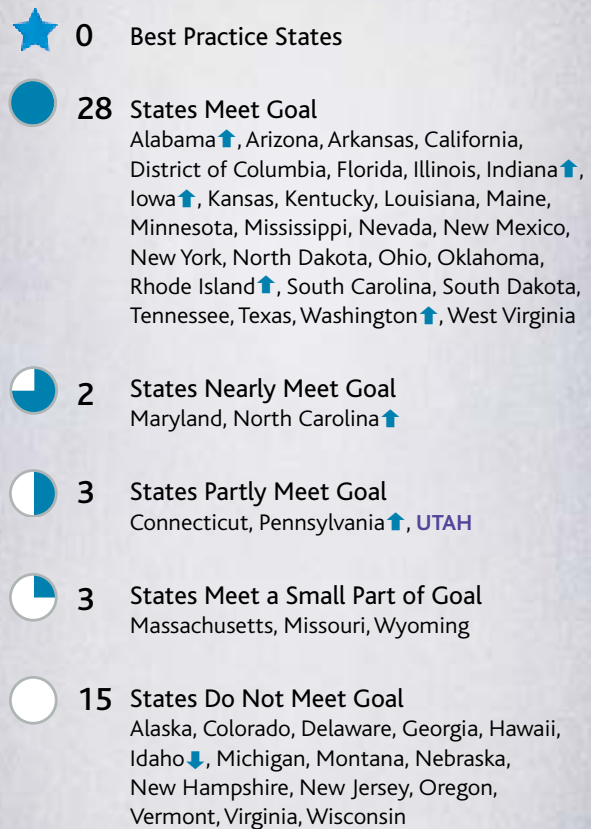 0 Best Practice States
28 States Meet Goal
Alabama⬆, Arizona, Arkansas, California,
District of Columbia, Florida, Illinois, Indiana⬆,
Iowa⬆, Kansas, Kentucky, Louisiana, Maine,
Minnesota, Mississippi, Nevada, New Mexico,
New York, North Dakota, Ohio, Oklahoma,
Rhode Island⬆, South Carolina, South Dakota,
Tennessee, Texas, Washington⬆, West Virginia
2 States Nearly Meet Goal
Maryland, North Carolina⬆
3 States Partly Meet Goal
Connecticut, Pennsylvania⬆, UTAH
3 States Meet a Small Part of Goal
Massachusetts, Missouri, Wyoming
15 States Do Not Meet Goal
Alaska, Colorado, Delaware, Georgia, Hawaii,
Idaho⬇, Michigan, Montana, Nebraska,
New Hampshire, New Jersey, Oregon,
Vermont, Virginia, Wisconsin